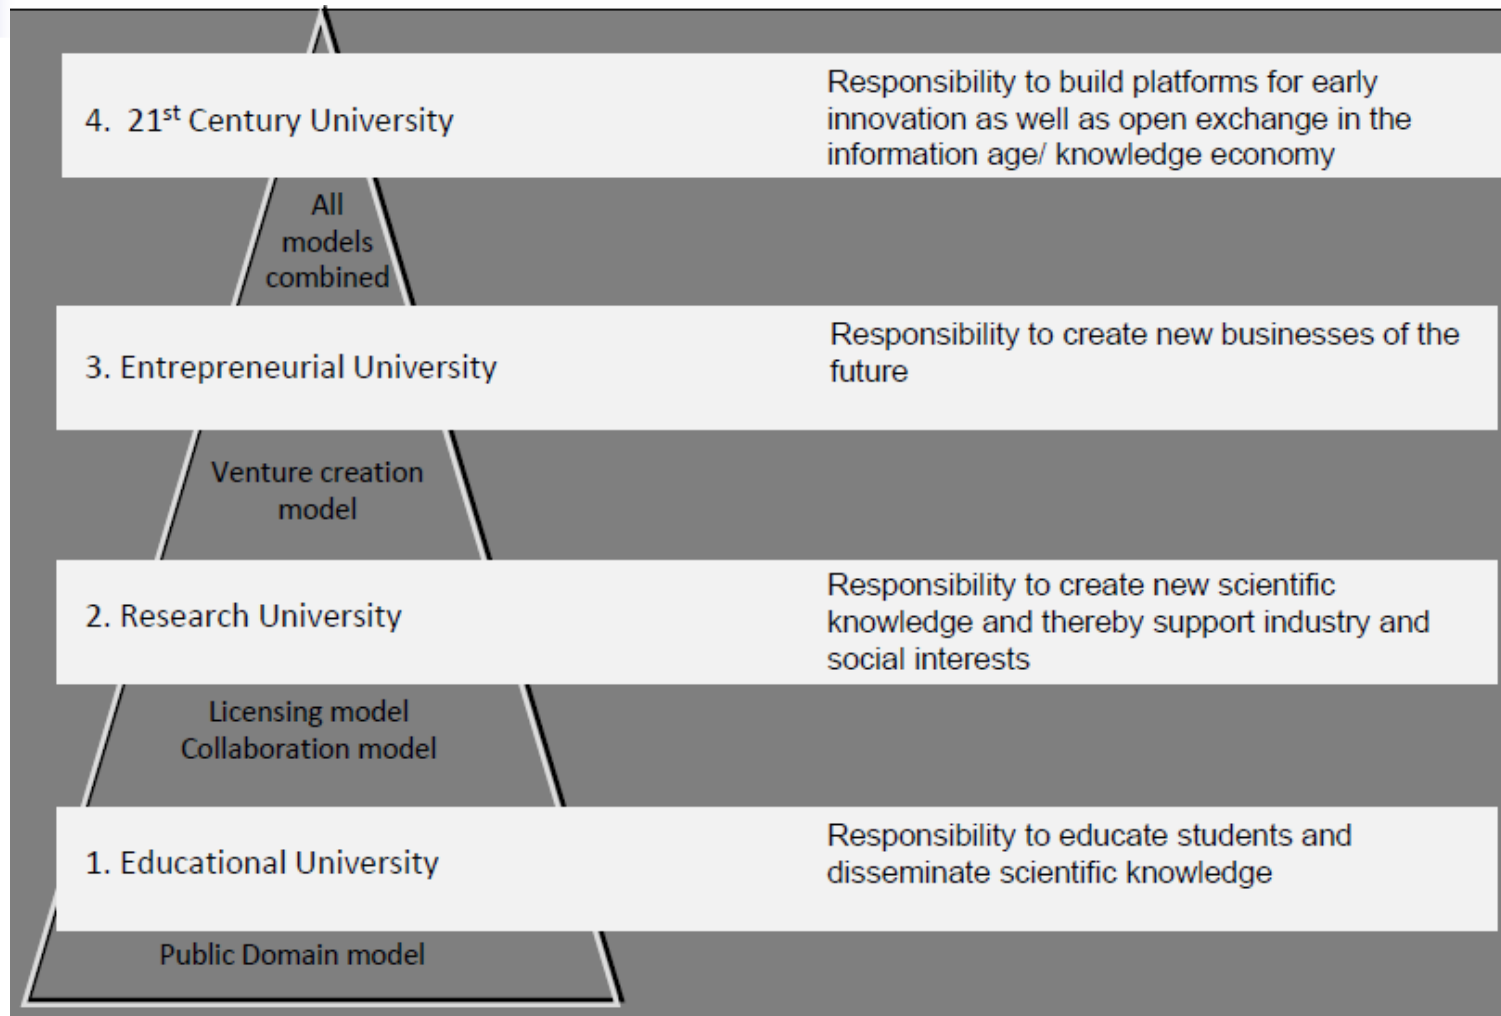 4. 21st Century University
Responsibility to build platforms for early
innovation as well as open exchange in the
information age/ knowledge economy
All
models
combined
3. Entrepreneurial University
Responsibility to create new businesses of the
future
Venture creation
model
2. Research University
Responsibility to create new scientific
knowledge and thereby support industry and
social interests
Licensing model
Collaboration model
1. Educational University
Responsibility to educate students and
disseminate scientific knowledge
Public Domain model